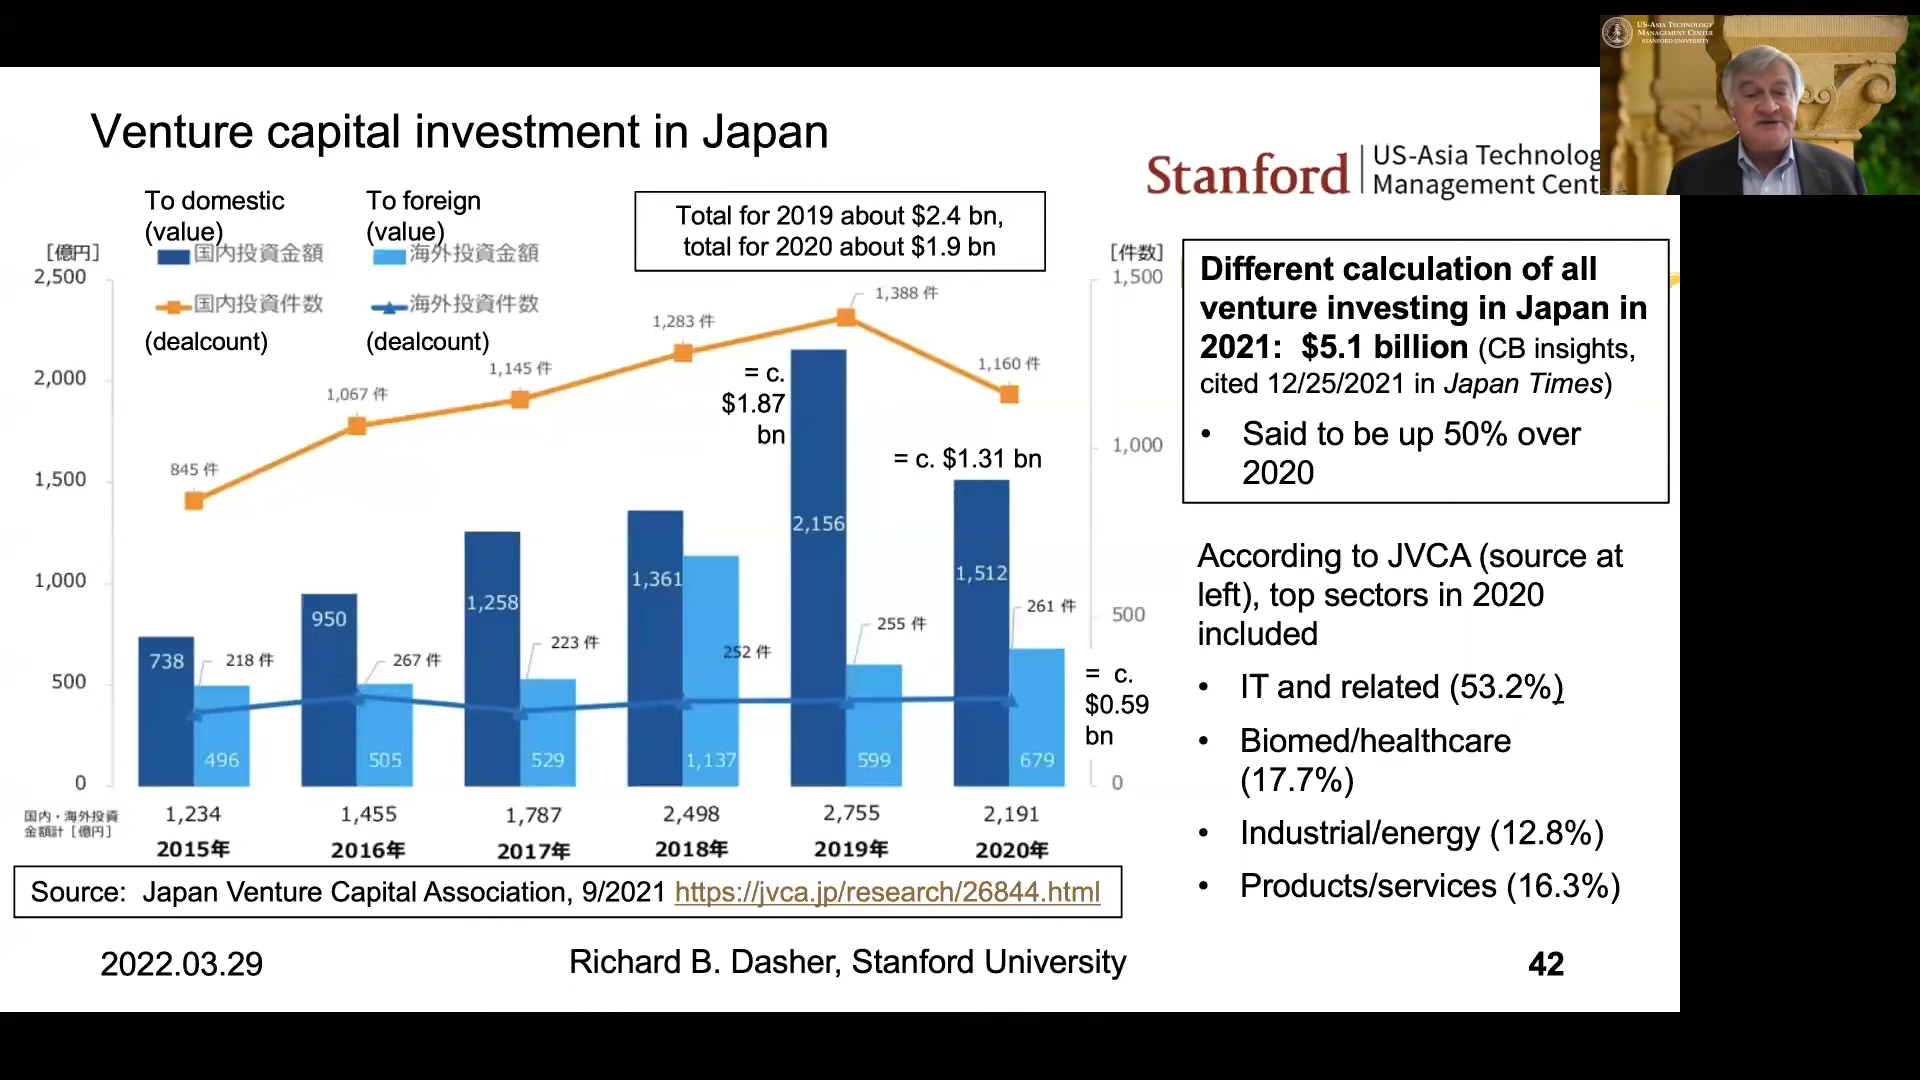 US-ASIA TECHNOLOGY
MANAGEMENT CENTER
STANFORD UNIVERSITY
Venture capital investment in Japan
Stanford
US-Asia Technolog
Management Cent
To domestic
(value)
To foreign
(value)
国内投資金額
海外投資金額
国内投資件数
海外投資件数
(dealcount)
(dealcount)
Total for 2019 about $2.4 bn,
total for 2020 about $1.9 bn
[億円]
2,500
2,000
1,500
1,000
500
0
[件数]
1,500
1,000
500
0
845 件
1,067 件
1,145 件
1,283 件
1,388 件
1,160 件
= c.
$1.87
bn
= c. $1.31 bn
= c.
$0.59
bn
738
950
1,258
1,361
2,156
1,512
218 件
267 件
223 件
252 件
255 件
261 件
496
505
529
1,137
599
679
国内・海外投資
金額計 [億円]
1,234
1,455
1,787
2,498
2,755
2,191
2015年
2016年
2017年
2018年
2019年
2020年
Source: Japan Venture Capital Association, 9/2021 https://jvca.jp/research/26844.html
Different calculation of all
venture investing in Japan in
2021: $5.1 billion (CB insights,
cited 12/25/2021 in Japan Times)
• Said to be up 50% over
2020
According to JVCA (source at
left), top sectors in 2020
included
• IT and related (53.2%)
• Biomed/healthcare
(17.7%)
• Industrial/energy (12.8%)
• Products/services (16.3%)
2022.03.29
Richard B. Dasher, Stanford University
42